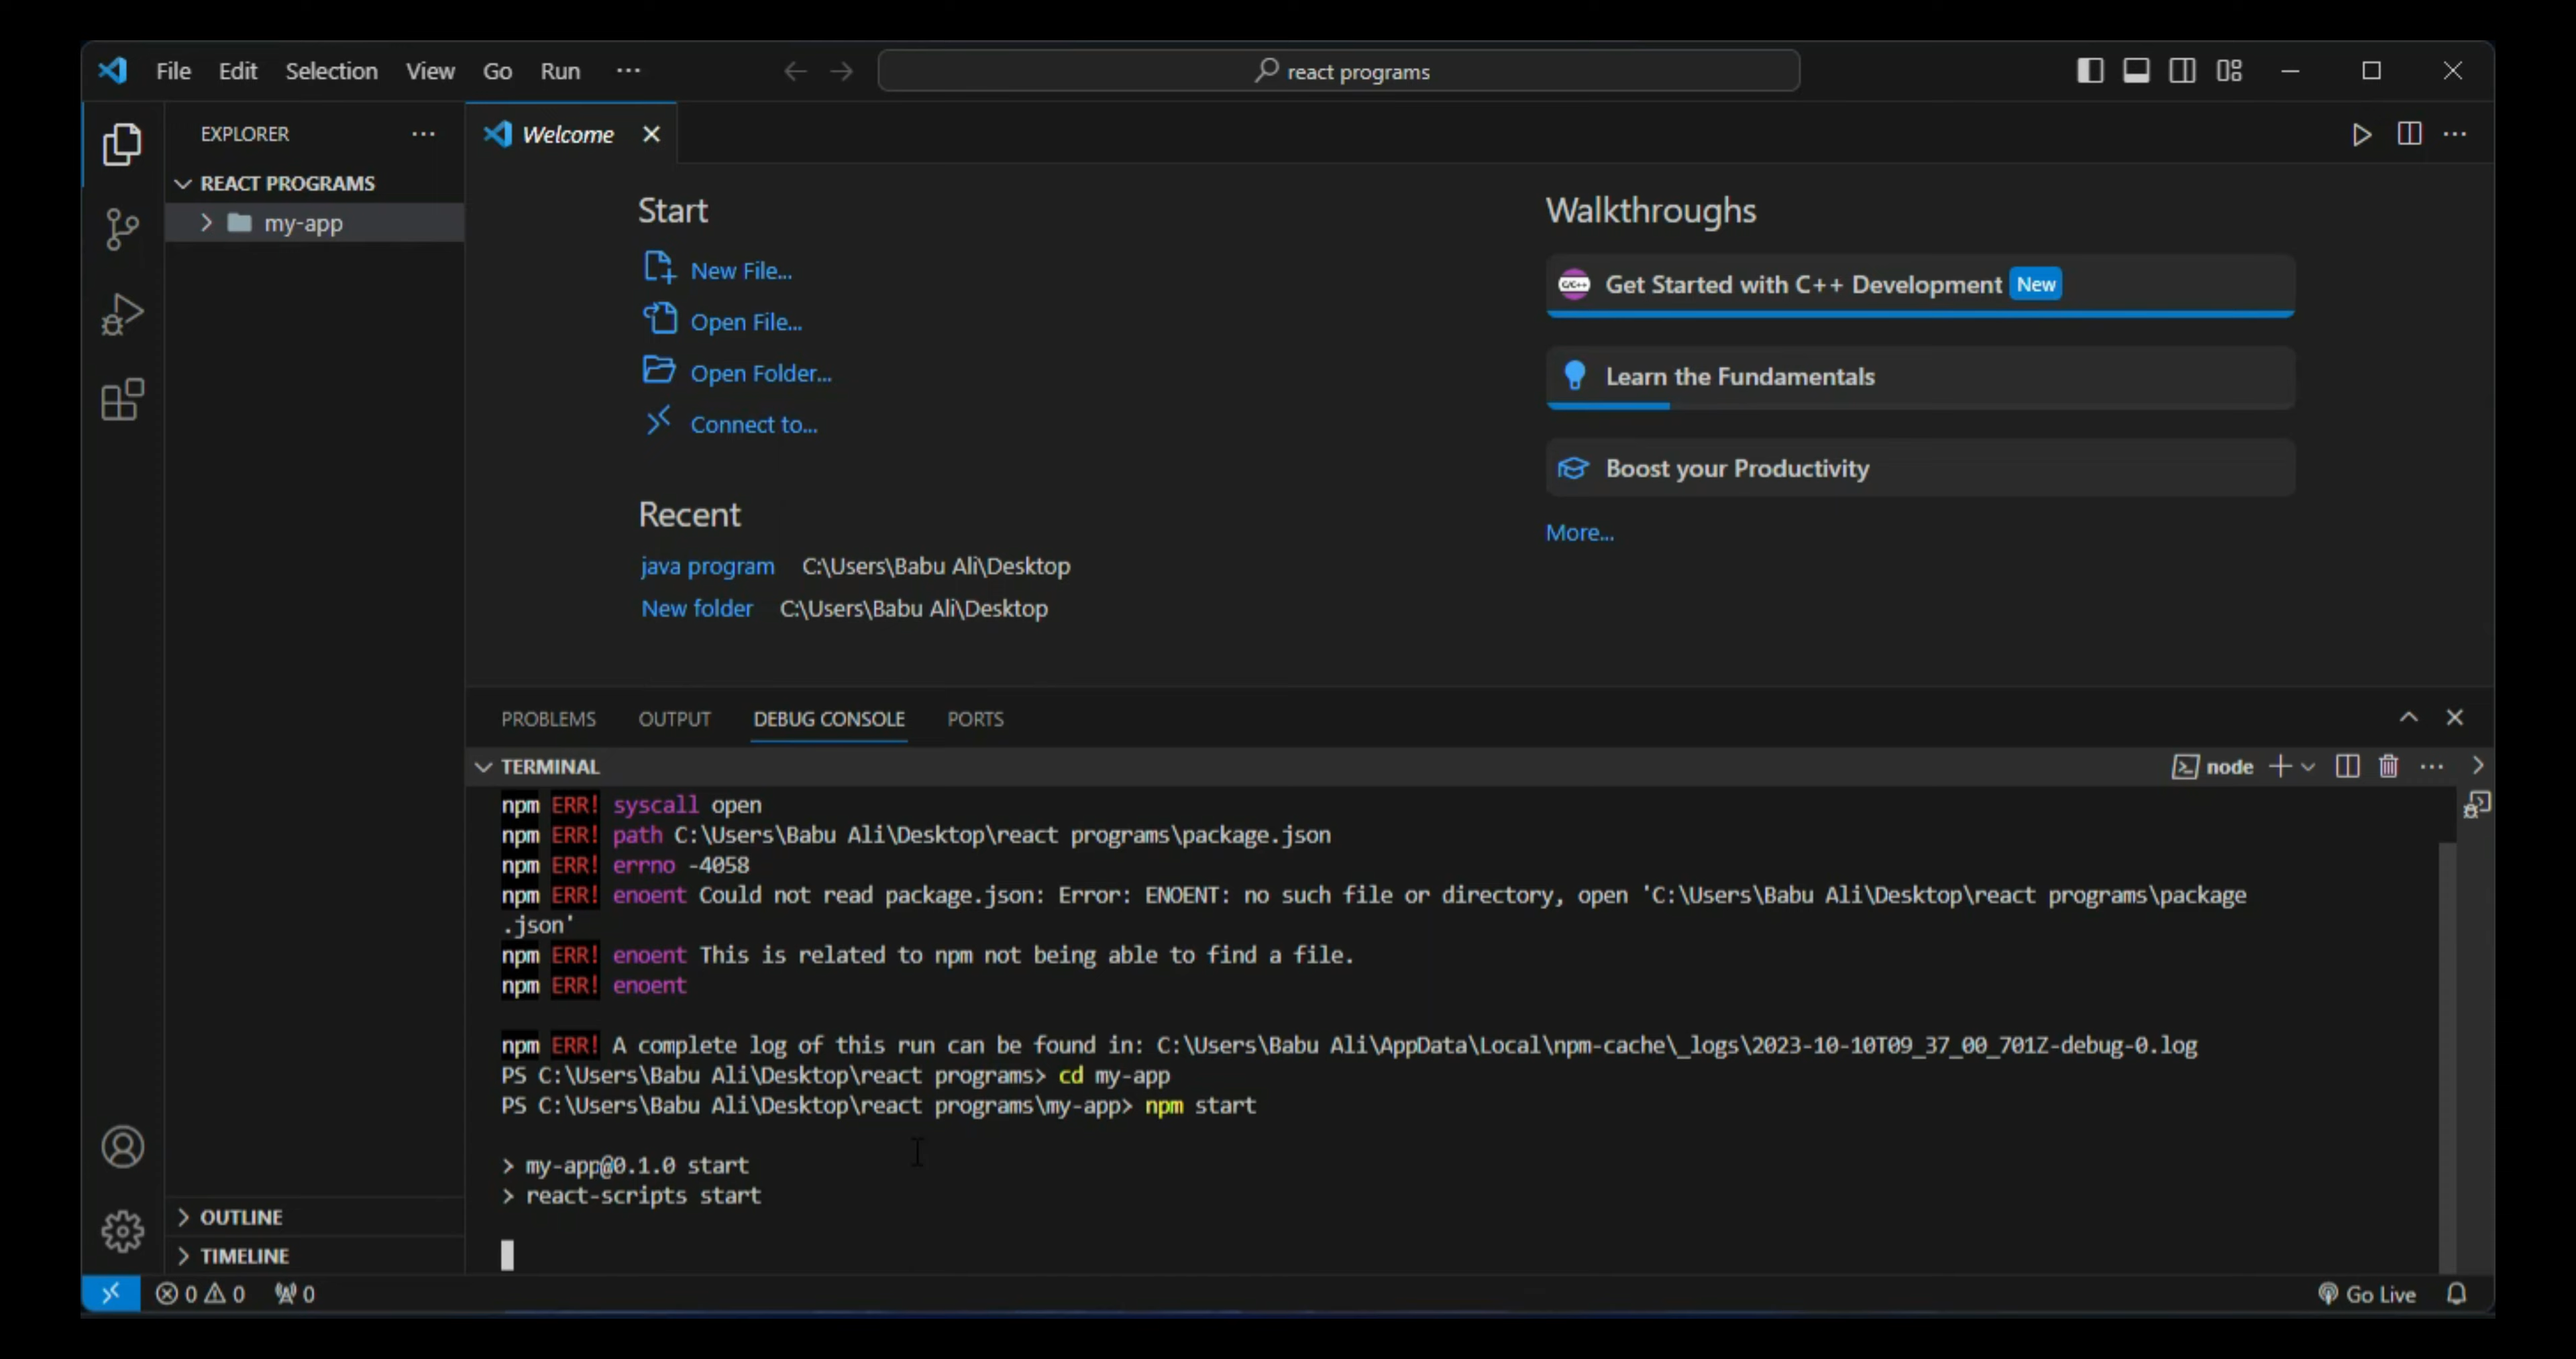 File Edit Selection View Go Run ...
react programs
EXPLORER ...
REACT PROGRAMS
my-app
OUTLINE
TIMELINE
Welcome
Start
New File...
Open File...
Open Folder...
Connect to...
Recent
java program C:\Users\Babu Ali\Desktop
New folder C:\Users\Babu Ali\Desktop
Walkthroughs
C/C++ Get Started with C++ Development New
Learn the Fundamentals
Boost your Productivity
More...
PROBLEMS OUTPUT DEBUG CONSOLE PORTS
TERMINAL
node
npm ERR! syscall open
npm ERR! path C:\Users\Babu Ali\Desktop\react programs\package.json
npm ERR! errno -4058
npm ERR! enoent Could not read package.json: Error: ENOENT: no such file or directory, open 'C:\Users\Babu Ali\Desktop\react programs\package
.json'
npm ERR! enoent This is related to npm not being able to find a file.
npm ERR! enoent
npm ERR! A complete log of this run can be found in: C:\Users\Babu Ali\AppData\Local\npm-cache\_logs\2023-10-10T09_37_00_701Z-debug-0.log
PS C:\Users\Babu Ali\Desktop\react programs> cd my-app
PS C:\Users\Babu Ali\Desktop\react programs\my-app> npm start
> my-app@0.1.0 start
> react-scripts start
0 0 0
Go Live